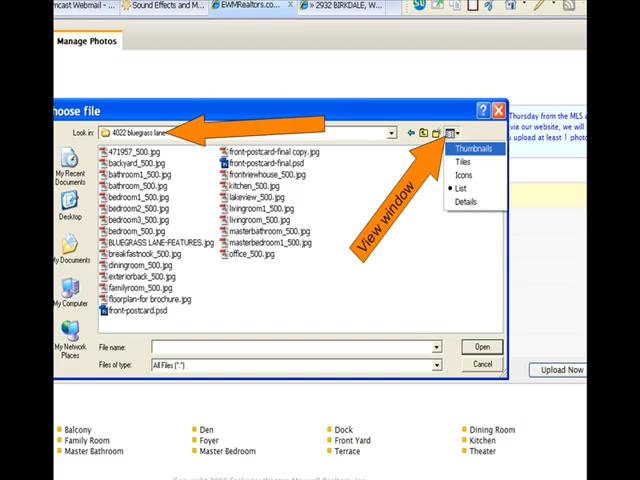 mcast Webmail - ...
Sound Effects and M...
EWMRealtors.co...
2932 BIRKDALE, W...
Manage Photos
hoose file
Look in:
4022 bluegrass lane
View window
Thumbnails
Tiles
Icons
List
Details
My Recent
Documents
Desktop
My Documents
My Computer
My Network
Places
471957_500.jpg
backyard_500.jpg
bathroom1_500.jpg
bathroom_500.jpg
bedroom1_500.jpg
bedroom2_500.jpg
bedroom3_500.jpg
bedroom_500.jpg
BLUEGRASS LANE-FEATURES.jpg
breakfastnook_500.jpg
diningroom_500.jpg
exteriorback_500.jpg
familyroom_500.jpg
floorplan-for brochure.jpg
front-postcard.psd
front-postcard-final copy.jpg
front-postcard-final.psd
frontviewhouse_500.jpg
kitchen_500.jpg
lakeview_500.jpg
livingroom1_500.jpg
livingroom_500.jpg
masterbathroom_500.jpg
masterbedroom1_500.jpg
office_500.jpg
Thursday from the MLS a
via our website, we will
upload at least 1 photo
File name:
Open
Files of type:
All Files (*.*)
Cancel
Upload Now
Balcony
Den
Dock
Dining Room
Family Room
Foyer
Front Yard
Kitchen
Master Bathroom
Master Bedroom
Terrace
Theater